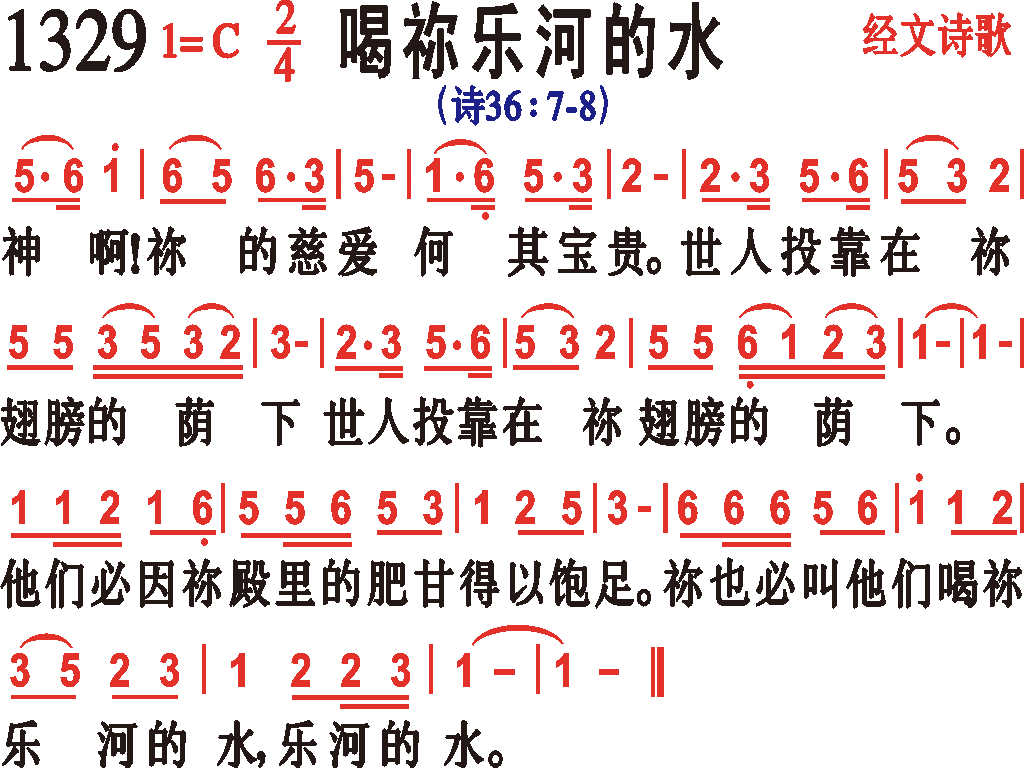 1329 1=C 2/4 喝祢乐河的水 经文诗歌
(诗36:7-8)
5·6 1̇ | 6 5 6·3 | 5- | 1·6̣ 5·3 | 2- | 2·3 5·6 | 5 3 2 |
神 啊!祢 的慈爱 何 其宝贵。世人投靠在 祢
5 5 3 5 3 2 | 3- | 2·3 5·6 | 5 3 2 | 5 5 6̣ 1 2 3 | 1- | 1- |
翅膀的 荫 下 世人投靠在 祢 翅膀的 荫 下。
1 1 2 1 6̣ | 5 5 6 5 3 | 1 2 5 | 3- | 6 6 6 5 6 | 1̇ 1 2 |
他们必因祢殿里的肥甘得以饱足。祢也必叫他们喝祢
3 5 2 3 | 1 2 2 3 | 1 - | 1 - ‖
乐 河的 水,乐河的 水。